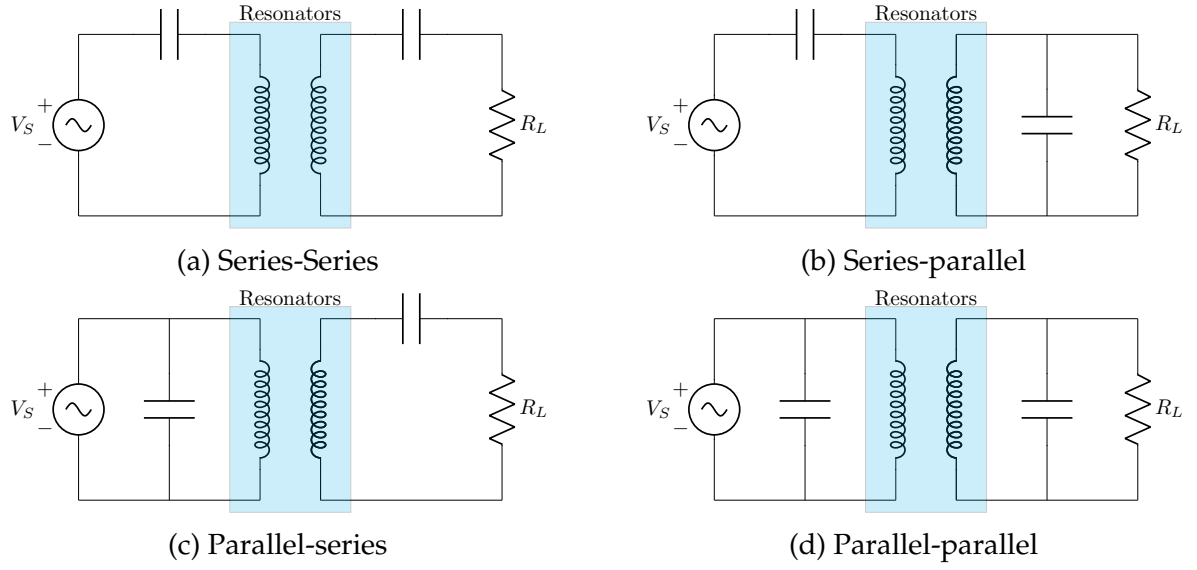 Resonators
+
V_S
−
R_L
(a) Series-Series
Resonators
+
V_S
−
R_L
(b) Series-parallel
Resonators
+
V_S
−
R_L
(c) Parallel-series
Resonators
+
V_S
−
R_L
(d) Parallel-parallel